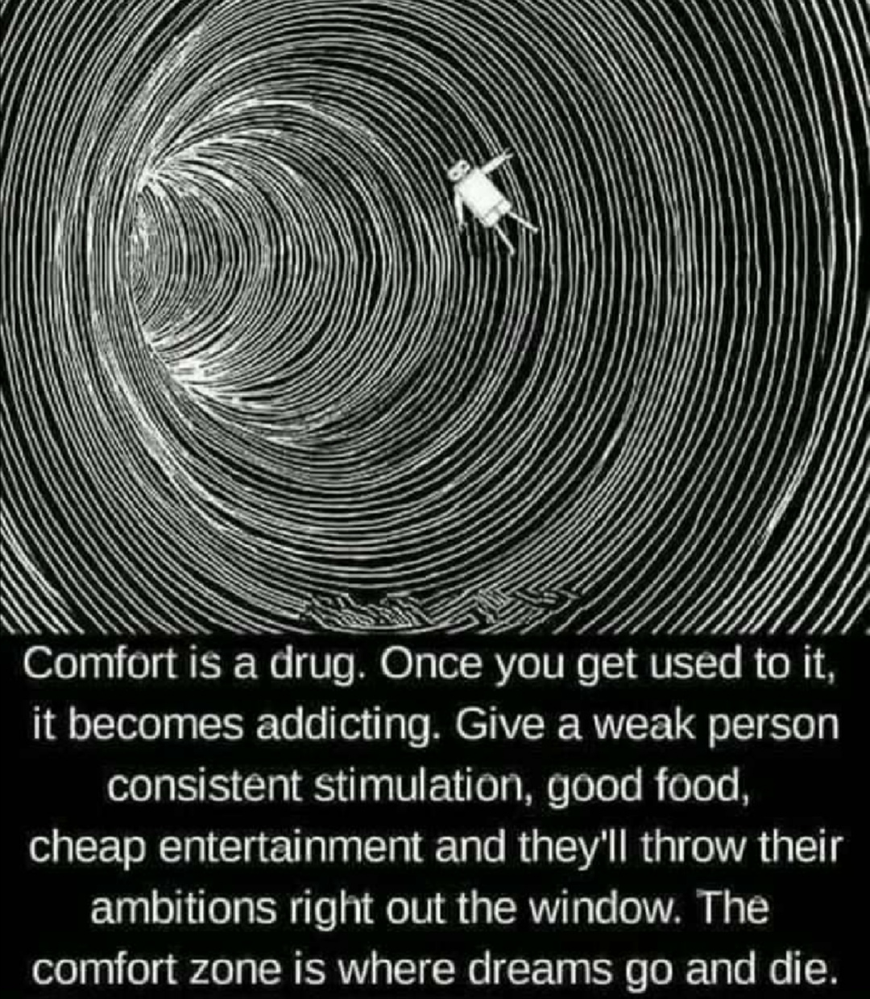 Comfort is a drug. Once you get used to it,
it becomes addicting. Give a weak person
consistent stimulation, good food,
cheap entertainment and they'll throw their
ambitions right out the window. The
comfort zone is where dreams go and die.